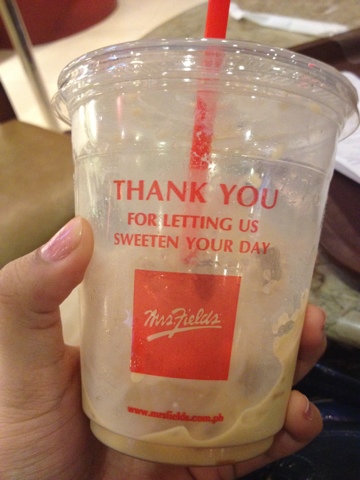 THANK YOU
FOR LETTING US
SWEETEN YOUR DAY
Mrs Fields
www.mrsfields.com.ph